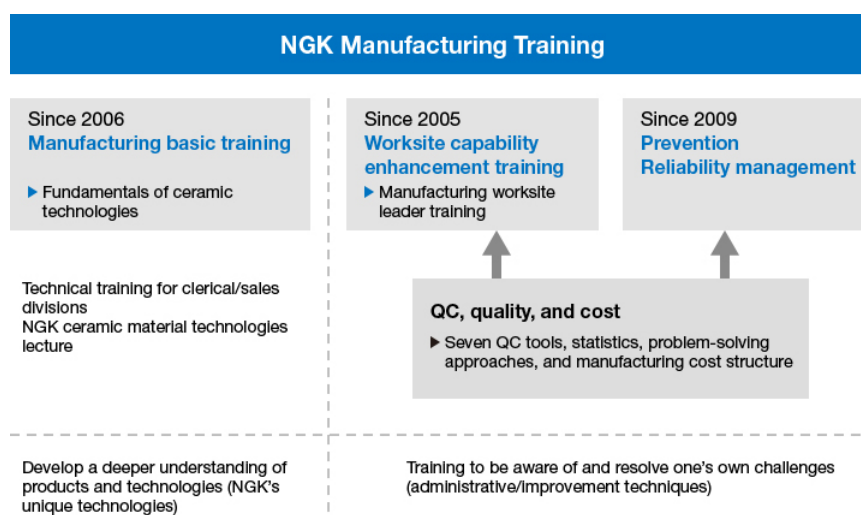 NGK Manufacturing Training
Since 2006
Manufacturing basic training
Fundamentals of ceramic
technologies
Since 2005
Worksite capability
enhancement training
Manufacturing worksite
leader training
Since 2009
Prevention
Reliability management
Technical training for clerical/sales
divisions
NGK ceramic material technologies
lecture
QC, quality, and cost
Seven QC tools, statistics, problem-solving
approaches, and manufacturing cost structure
Develop a deeper understanding of
products and technologies (NGK's
unique technologies)
Training to be aware of and resolve one's own challenges
(administrative/improvement techniques)